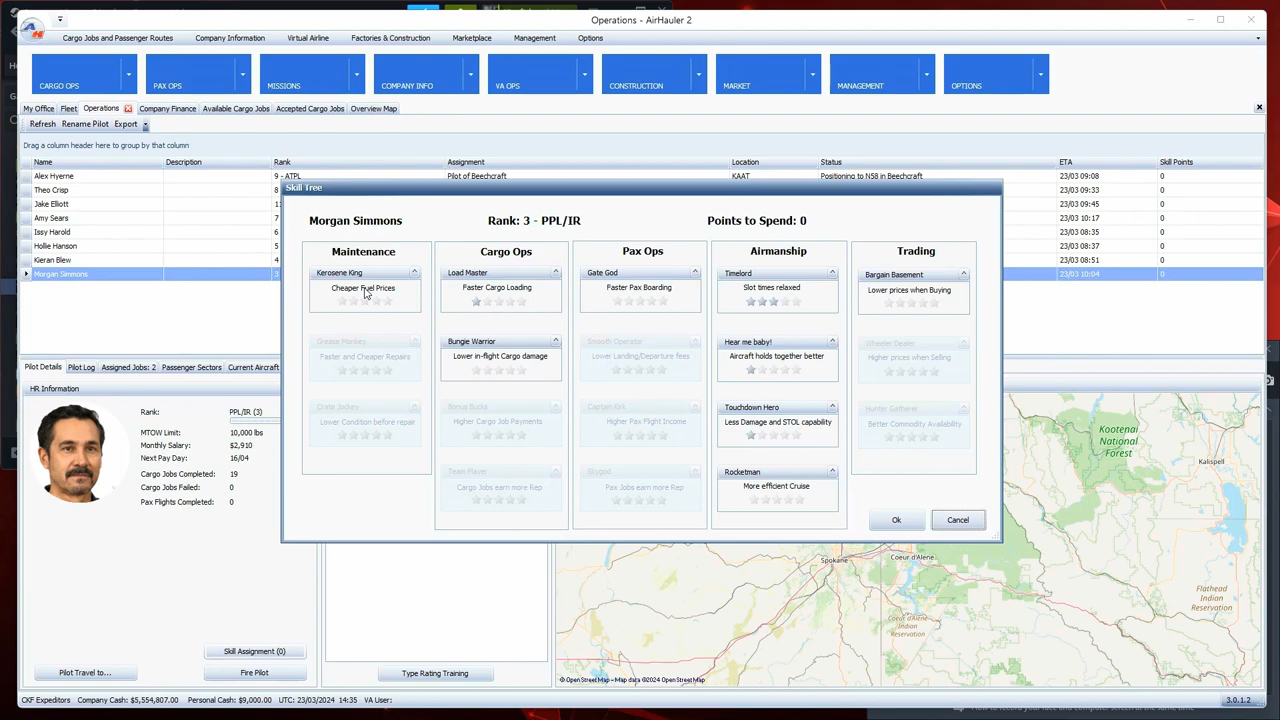 Operations - AirHauler 2
Cargo Jobs and Passenger Routes Company Information Virtual Airline Factories & Construction Marketplace Management Options
CARGO OPS PAX OPS MISSIONS COMPANY INFO VA OPS CONSTRUCTION MARKET MANAGEMENT OPTIONS
My Office Fleet Operations Company Finance Available Cargo Jobs Accepted Cargo Jobs Overview Map
Refresh Rename Pilot Export
Drag a column header here to group by that column
Name Description Rank Assignment Location Status ETA Skill Points
Alex Hyerne 9 - ATPL Pilot of Beechcraft KAAT Positioning to N58 in Beechcraft 23/03 09:08 0
Theo Crisp 23/03 09:33 0
Jake Elliott 23/03 09:45 0
Amy Sears 23/03 10:17 0
Issy Harold 23/03 09:38 0
Hollie Hanson 23/03 09:09 0
Kieran Blew 4 23/03 08:51 0
Morgan Simmons 3 23/03 10:04 0
Skill Tree
Morgan Simmons Rank: 3 - PPL/IR Points to Spend: 0
Maintenance Cargo Ops Pax Ops Airmanship Trading
Kerosene King Load Master Gate God Timelord Bargain Basement
Cheaper Fuel Prices Faster Cargo Loading Faster Pax Boarding Slot times relaxed Lower prices when Buying
Grease Monkey Bungie Warrior Smooth Operator Hear me baby! Wheeler Dealer
Faster and Cheaper Repairs Lower in-flight Cargo damage Lower Landing/Departure fees Aircraft holds together better Higher prices when Selling
Crate Jockey Bonus Bucks Captain Kirk Touchdown Hero Hunter Gatherer
Lower Condition before repair Higher Cargo Job Payments Higher Pax Flight Income Less Damage and STOL capability Better Commodity Availability
Team Player Skygod Rocketman
Cargo Jobs earn more Rep Pax Jobs earn more Rep More efficient Cruise
Ok Cancel
Pilot Details Pilot Log Assigned Jobs: 2 Passenger Sectors Current Aircraft
HR Information
Rank: PPL/IR (3)
MTOW Limit: 10,000 lbs
Monthly Salary: $2,910
Next Pay Day: 16/04
Cargo Jobs Completed: 19
Cargo Jobs Failed: 0
Pax Flights Completed: 0
Skill Assignment (0)
Pilot Travel to... Fire Pilot Type Rating Training
Kootenai
National
Forest
Kalispell
Spokane
Coeur d'Alene
Coeur
d'Alene
Reservation
Flathead
Indian
Reservation
© Open Street Map - Map data ©2024 OpenStreetMap
CKF Expeditors Company Cash: $5,554,807.00 Personal Cash: $9,000.00 UTC: 23/03/2024 14:35 VA User: 3.0.1.2